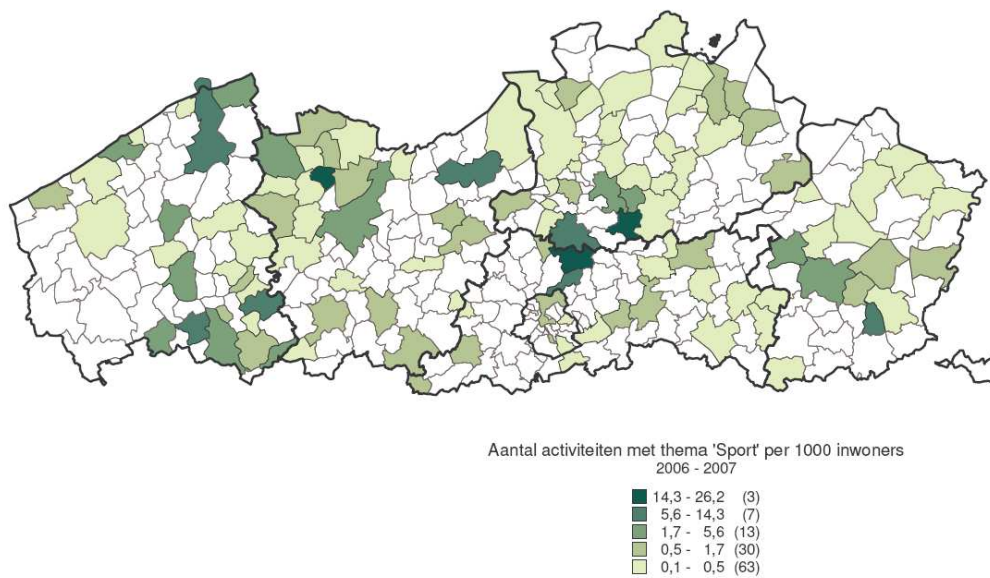 Aantal activiteiten met thema 'Sport' per 1000 inwoners
2006 - 2007
14,3 - 26,2 (3)
5,6 - 14,3 (7)
1,7 - 5,6 (13)
0,5 - 1,7 (30)
0,1 - 0,5 (63)